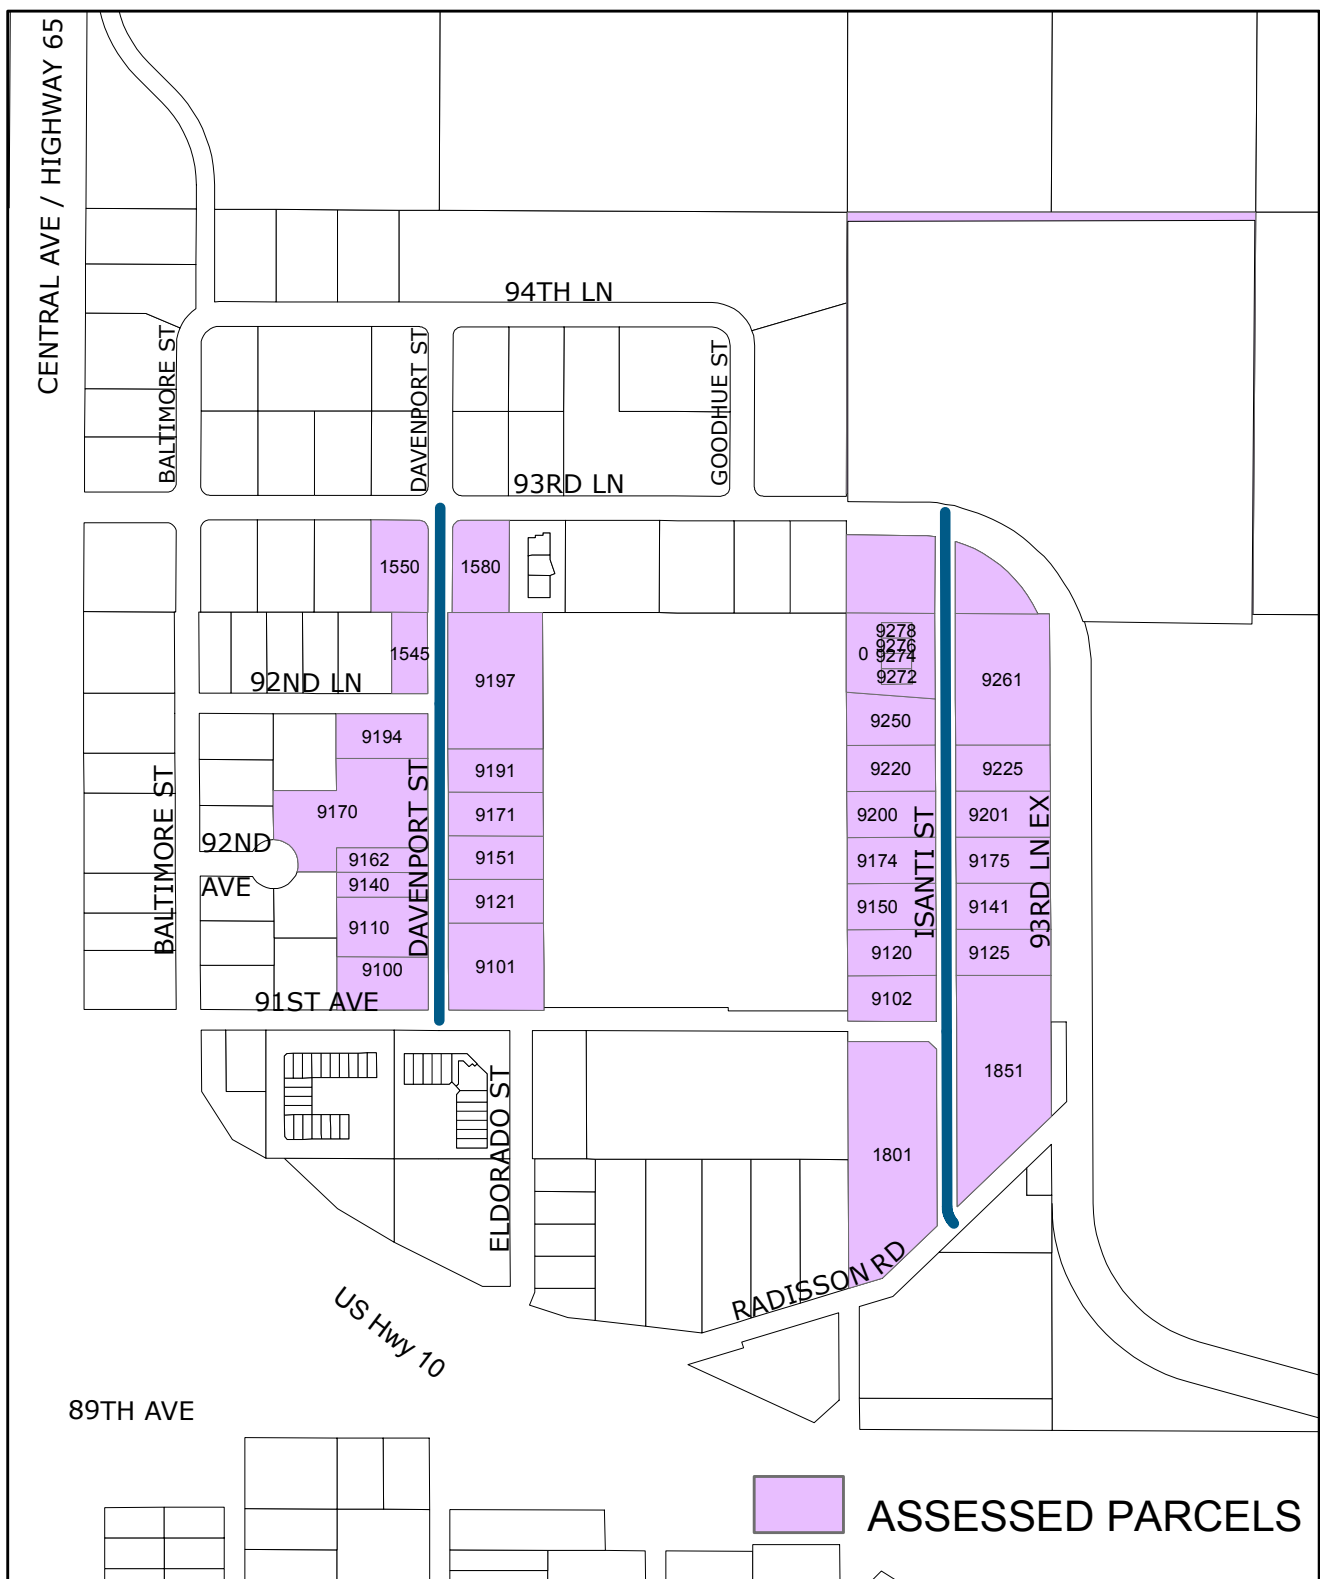 CENTRAL AVE / HIGHWAY 65
94TH LN
BALTIMORE ST
DAVENPORT ST
GOODHUE ST
93RD LN
1550
1580
1545
9197
92ND LN
9194
9191
9170
9171
92ND
AVE
9162
9151
9140
9121
9110
9100
9101
91ST AVE
BALTIMORE ST
DAVENPORT ST
0
9278
9276
9274
9272
9261
9250
9220
9225
9200
9201
9174
9175
9150
9141
9120
9125
9102
ISANTI ST
93RD LN EX
1851
1801
ELDORADO ST
RADISSON RD
US Hwy 10
89TH AVE
ASSESSED PARCELS